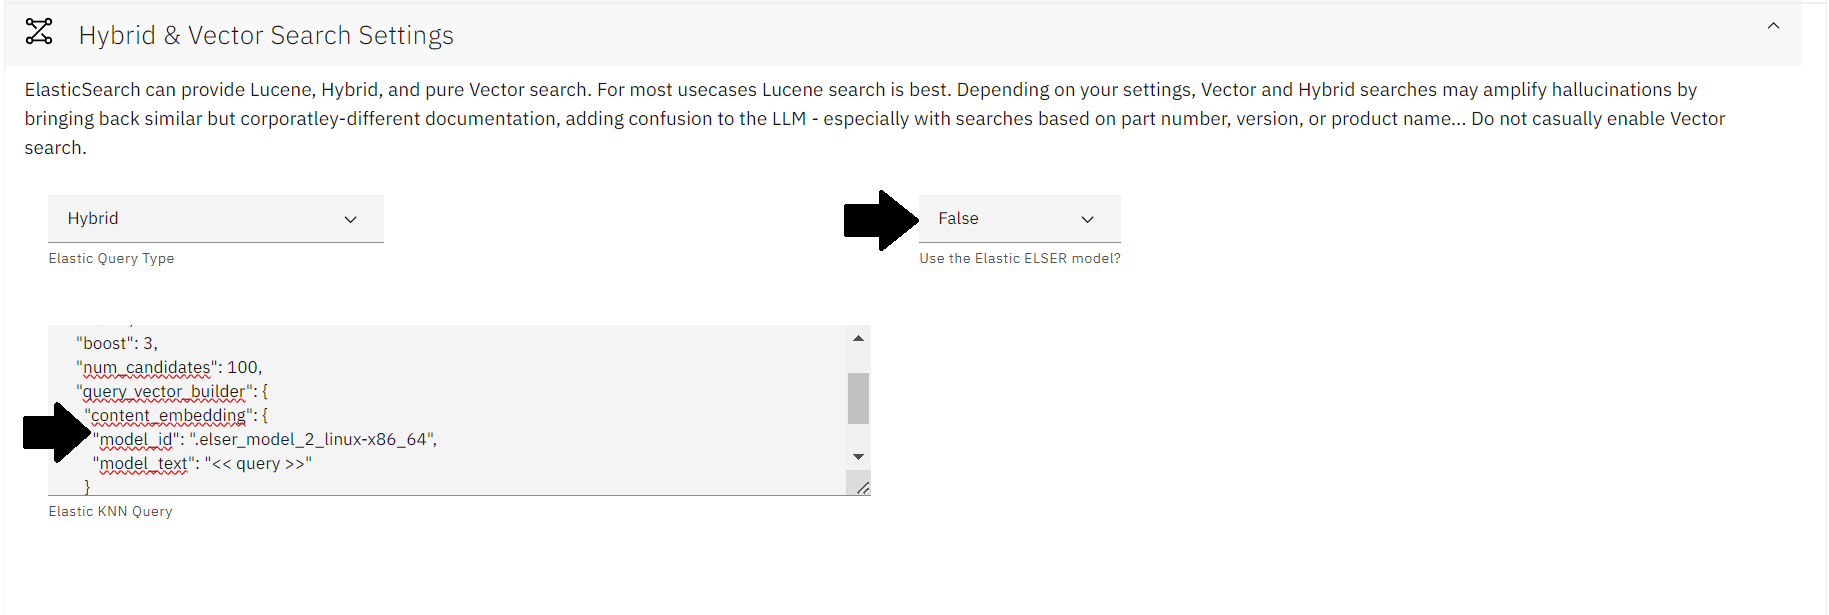 Hybrid & Vector Search Settings
ElasticSearch can provide Lucene, Hybrid, and pure Vector search. For most usecases Lucene search is best. Depending on your settings, Vector and Hybrid searches may amplify hallucinations by
bringing back similar but corporatley-different documentation, adding confusion to the LLM - especially with searches based on part number, version, or product name... Do not casually enable Vector
search.
Hybrid
False
Elastic Query Type
Use the Elastic ELSER model?
"boost": 3,
"num_candidates": 100,
"query_vector_builder": {
"content_embedding": {
"model_id": ".elser_model_2_linux-x86_64",
"model_text": "<< query >>"
}
Elastic KNN Query